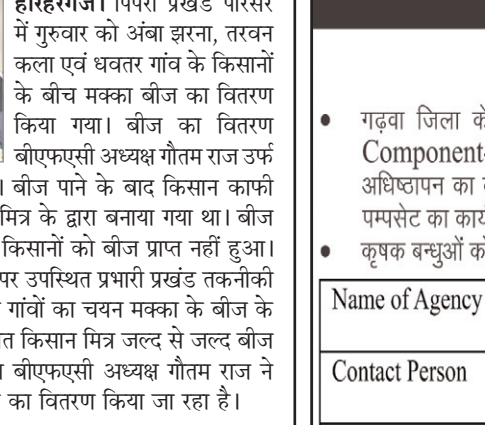 हरिहरगंज। पिपरा प्रखंड परिसर
में गुरुवार को अंबा झरना, तरवन
कला एवं धवतर गांव के किसानों
के बीच मक्का बीज का वितरण
किया गया। बीज का वितरण
बीएफएसी अध्यक्ष गौतम राज उर्फ
। बीज पाने के बाद किसान काफी
मित्र के द्वारा बनाया गया था। बीज
किसानों को बीज प्राप्त नहीं हुआ।
पर उपस्थित प्रभारी प्रखंड तकनीकी
गांवों का चयन मक्का के बीज के
त किसान मित्र जल्द से जल्द बीज
बीएफएसी अध्यक्ष गौतम राज ने
का वितरण किया जा रहा है।
• गढ़वा जिला के
Component-
अधिष्ठापन का
पम्पसेट का कार्य
• कृषक बन्धुओं को
Name of Agency
Contact Person